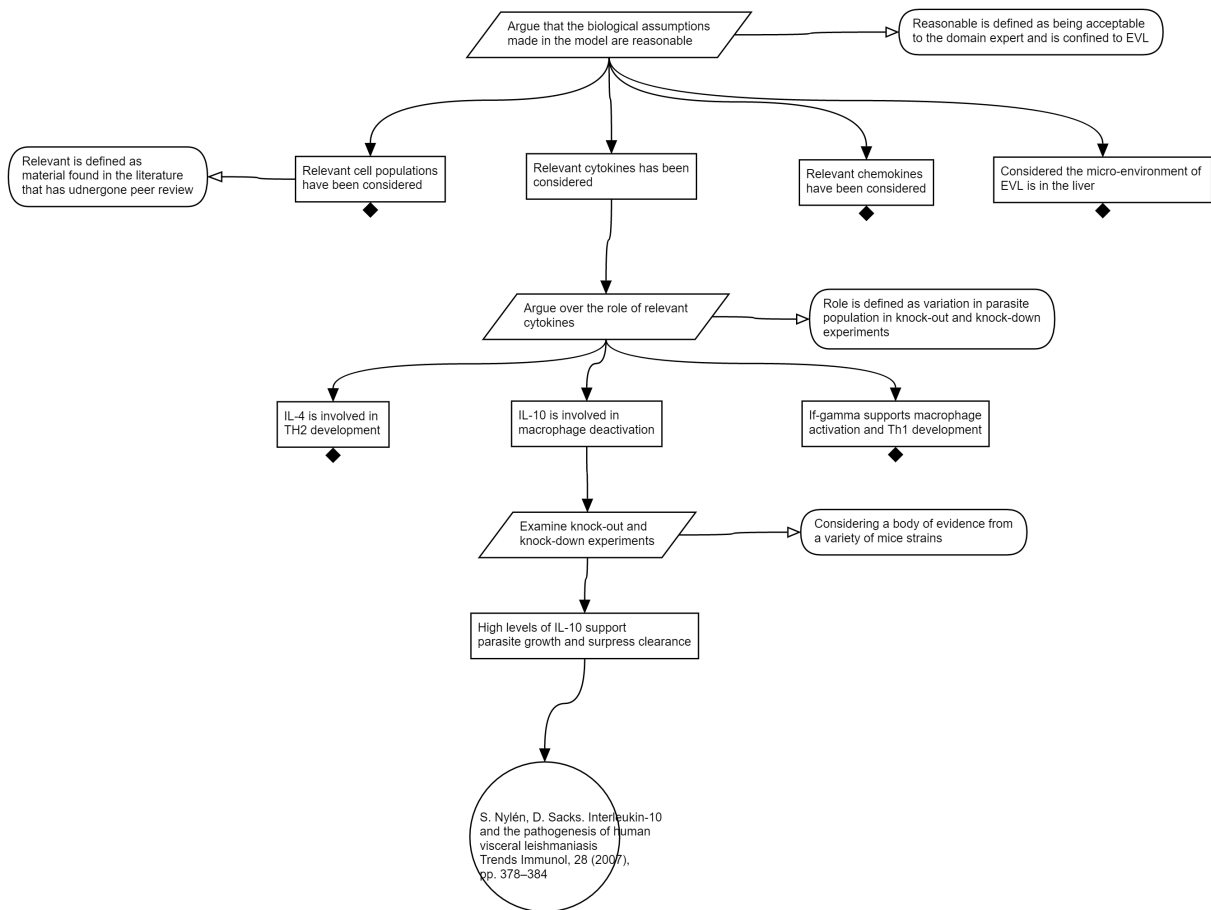 Argue that the biological assumptions
made in the model are reasonable
Reasonable is defined as being acceptable
to the domain expert and is confined to EVL
Relevant is defined as
material found in the literature
that has udnergone peer review
Relevant cell populations
have been considered
Relevant cytokines has been
considered
Relevant chemokines
have been considered
Considered the micro-environment of
EVL is in the liver
Argue over the role of relevant
cytokines
Role is defined as variation in parasite
population in knock-out and knock-down
experiments
IL-4 is involved in
TH2 development
IL-10 is involved in
macrophage deactivation
If-gamma supports macrophage
activation and Th1 development
Examine knock-out and
knock-down experiments
Considering a body of evidence from
a variety of mice strains
High levels of IL-10 support
parasite growth and surpress clearance
S. Nylén, D. Sacks. Interleukin-10
and the pathogenesis of human
visceral leishmaniasis
Trends Immunol, 28 (2007),
pp. 378–384